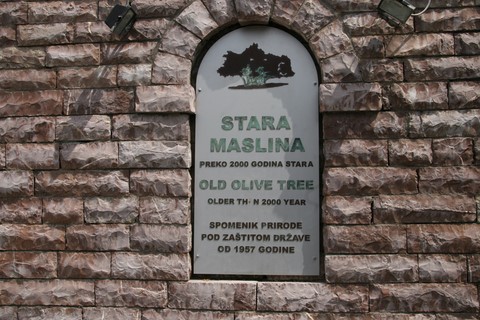 STARA
MASLINA
PREKO 2000 GODINA STARA
OLD OLIVE TREE
OLDER THAN 2000 YEAR
SPOMENIK PRIRODE
POD ZAŠTITOM DRŽAVE
OD 1957 GODINE